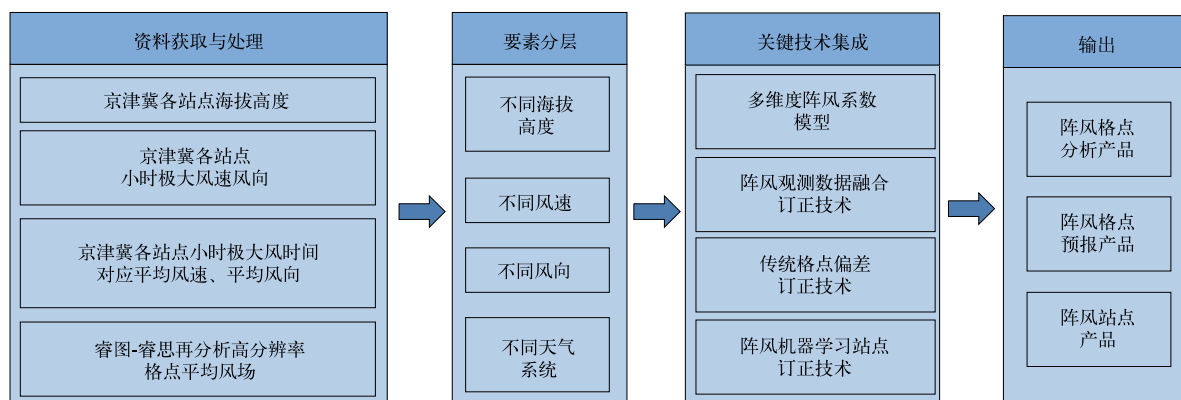 资料获取与处理
京津冀各站点海拔高度
京津冀各站点
小时极大风速风向
京津冀各站点小时极大风时间
对应平均风速、平均风向
睿图-睿思再分析高分辨率
格点平均风场
要素分层
不同海拔
高度
不同风速
不同风向
不同天气
系统
关键技术集成
多维度阵风系数
模型
阵风观测数据融合
订正技术
传统格点偏差
订正技术
阵风机器学习站点
订正技术
输出
阵风格点
分析产品
阵风格点
预报产品
阵风站点
产品